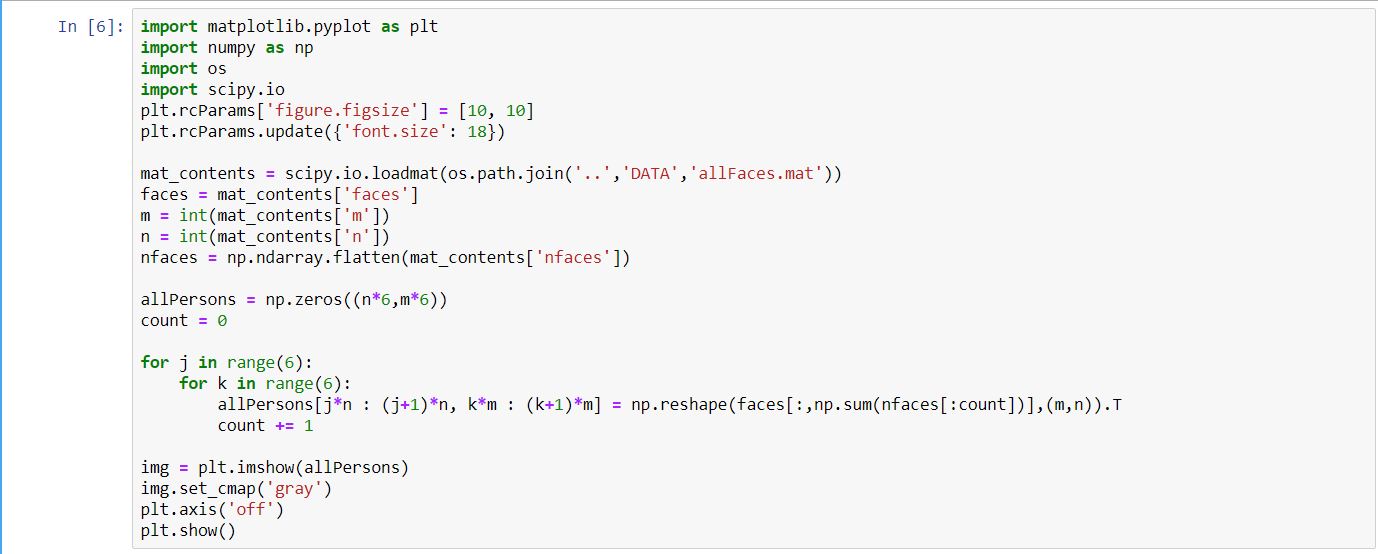 In [6]: import matplotlib.pyplot as plt
import numpy as np
import os
import scipy.io
plt.rcParams['figure.figsize'] = [10, 10]
plt.rcParams.update({'font.size': 18})

mat_contents = scipy.io.loadmat(os.path.join('..','DATA','allFaces.mat'))
faces = mat_contents['faces']
m = int(mat_contents['m'])
n = int(mat_contents['n'])
nfaces = np.ndarray.flatten(mat_contents['nfaces'])

allPersons = np.zeros((n*6,m*6))
count = 0

for j in range(6):
    for k in range(6):
        allPersons[j*n : (j+1)*n, k*m : (k+1)*m] = np.reshape(faces[:,np.sum(nfaces[:count])],(m,n)).T
        count += 1

img = plt.imshow(allPersons)
img.set_cmap('gray')
plt.axis('off')
plt.show()